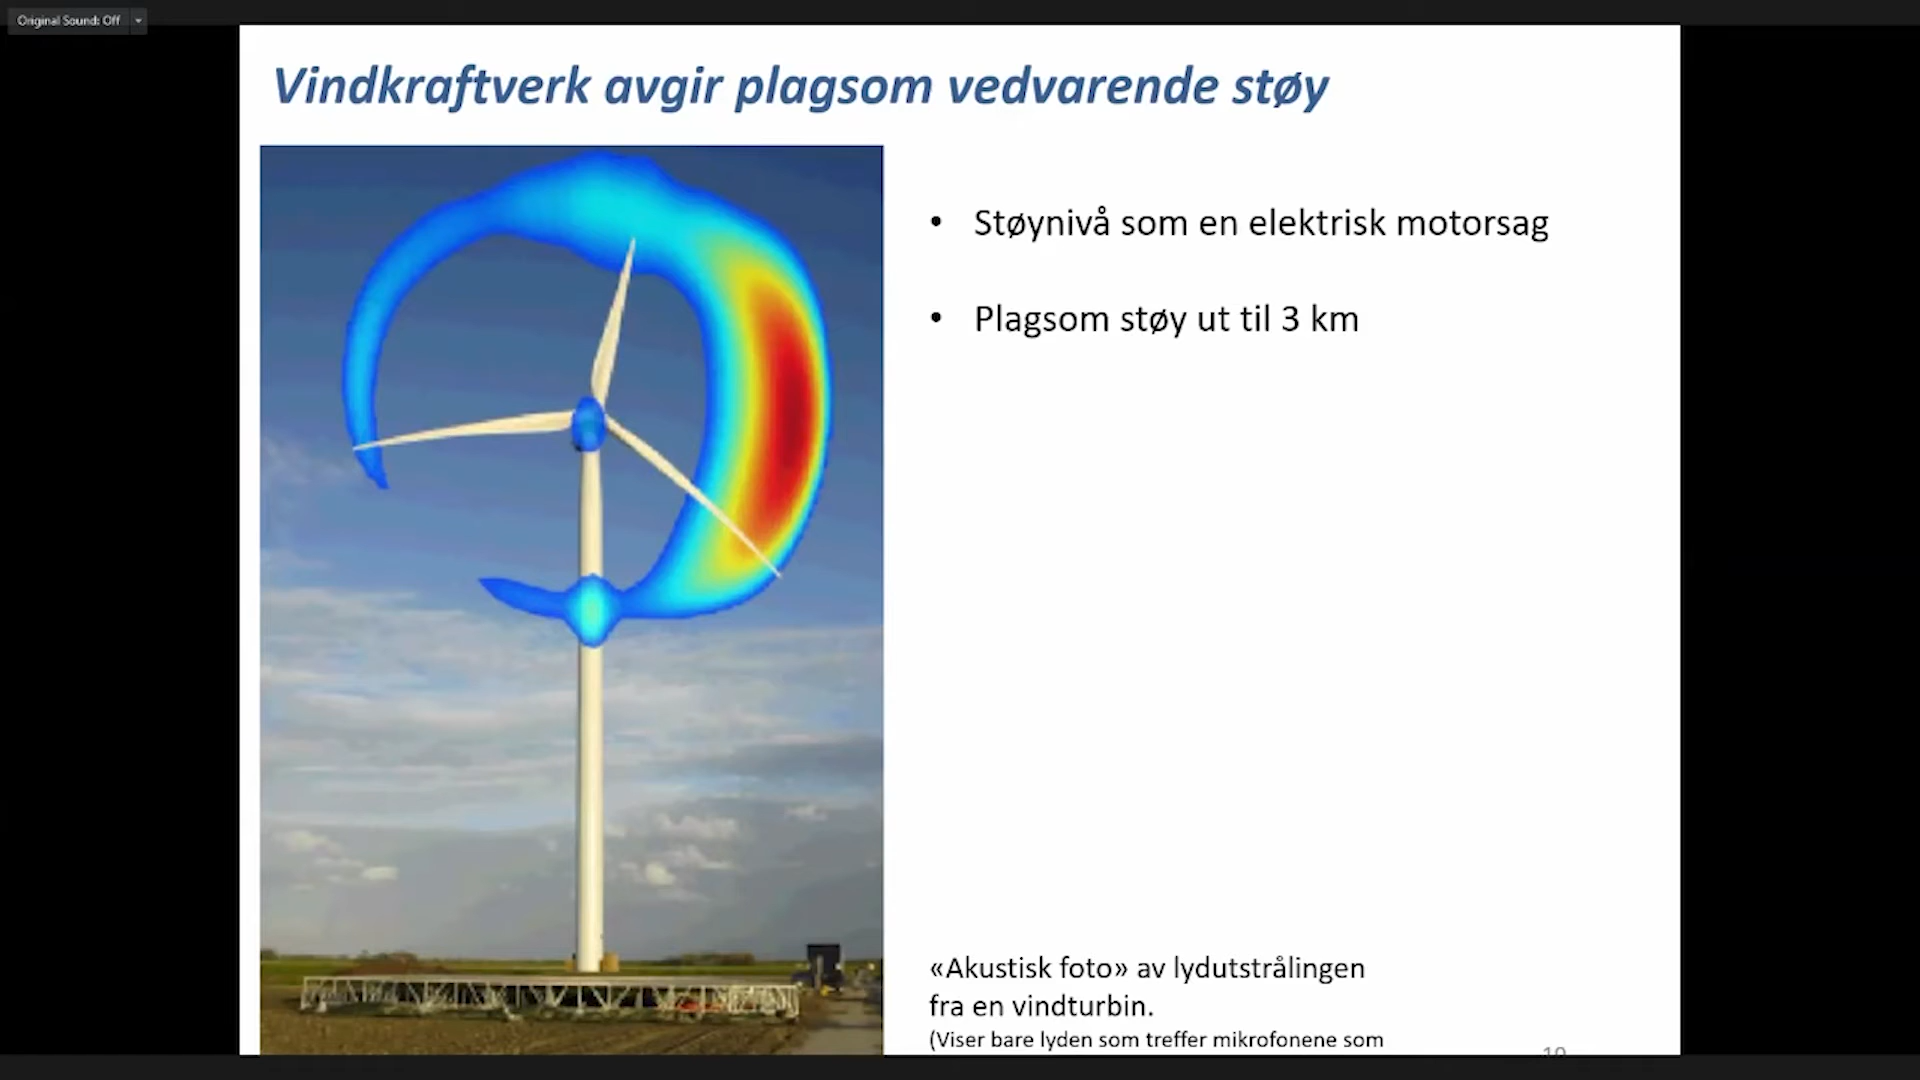 Original Sound: Off
Vindkraftverk avgir plagsom vedvarende støy
• Støynivå som en elektrisk motorsag
• Plagsom støy ut til 3 km
«Akustisk foto» av lydutstrålingen
fra en vindturbin.
(Viser bare lyden som treffer mikrofonene som